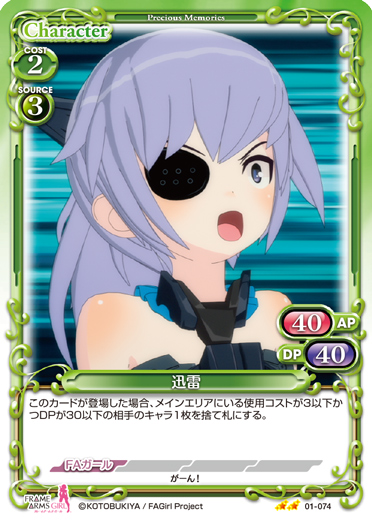 Precious Memories
Character
COST
2
SOURCE
3
40 AP
DP 40
迅雷
このカードが登場した場合、メインエリアにいる使用コストが3以下か
つDPが30以下の相手のキャラ1枚を捨て札にする。
FAガール
がーん!
FRAME
ARMS GIRL
©KOTOBUKIYA / FAGirl Project
01-074